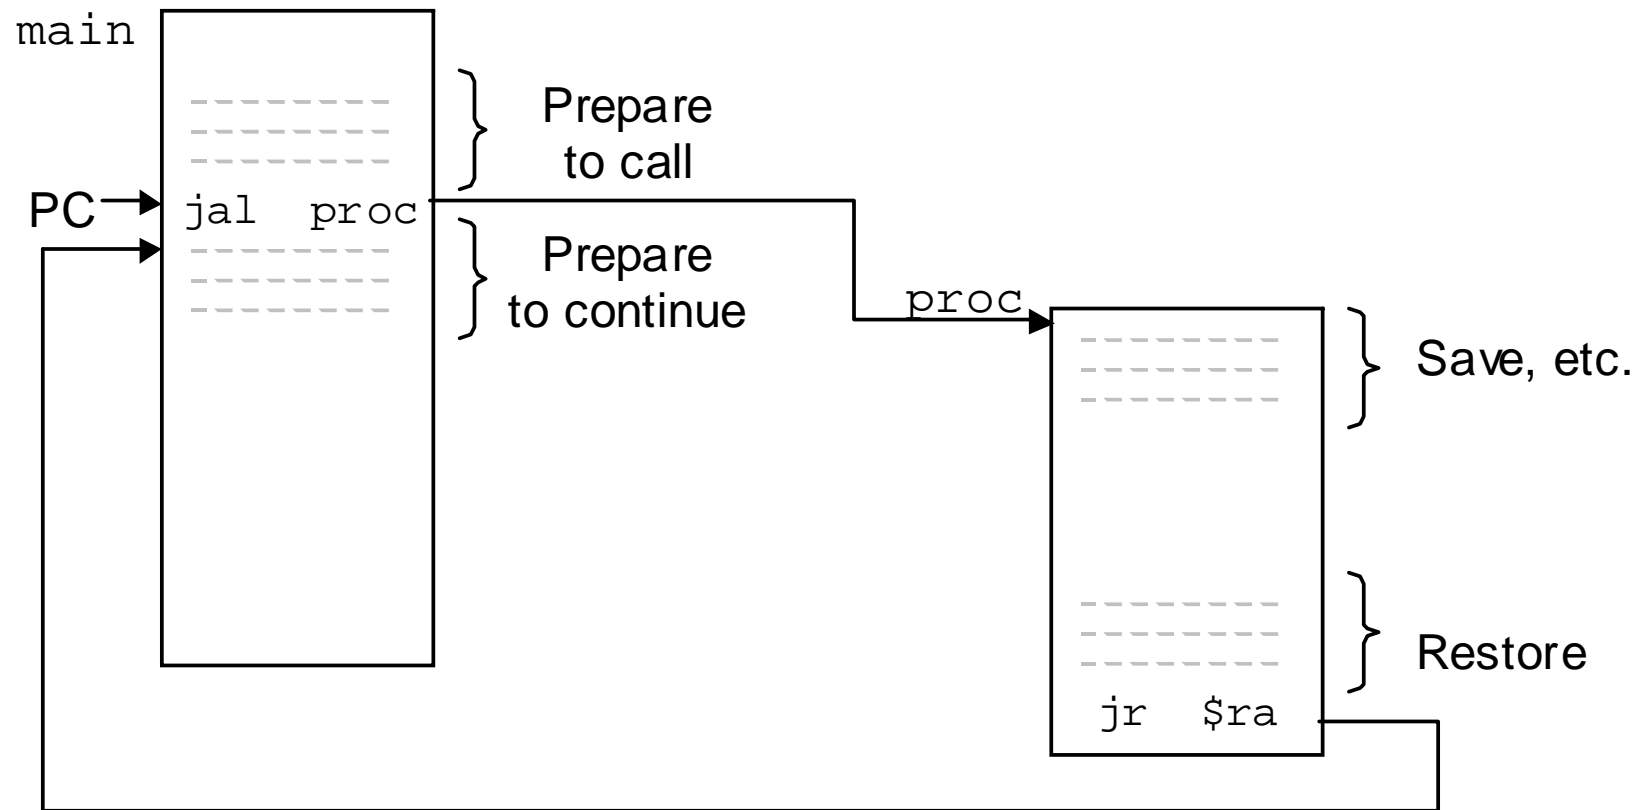 main
Prepare
to call
PC
jal proc
Prepare
to continue
proc
Save, etc.
Restore
jr $ra